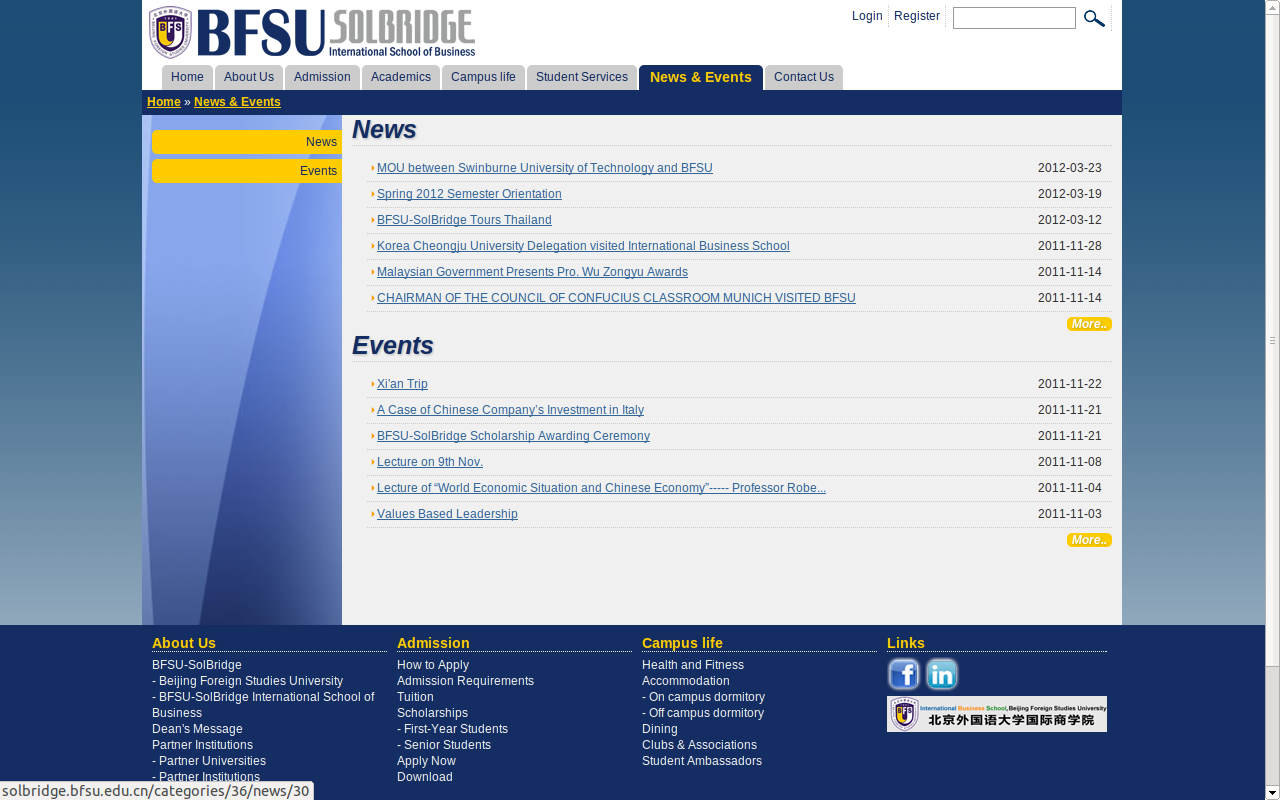 BFSU SOLBRIDGE
International School of Business
Login Register
Home About Us Admission Academics Campus life Student Services News & Events Contact Us
Home » News & Events
News
Events
News
MOU between Swinburne University of Technology and BFSU 2012-03-23
Spring 2012 Semester Orientation 2012-03-19
BFSU-SolBridge Tours Thailand 2012-03-12
Korea Cheongju University Delegation visited International Business School 2011-11-28
Malaysian Government Presents Pro. Wu Zongyu Awards 2011-11-14
CHAIRMAN OF THE COUNCIL OF CONFUCIUS CLASSROOM MUNICH VISITED BFSU 2011-11-14
More..
Events
Xi'an Trip 2011-11-22
A Case of Chinese Company’s Investment in Italy 2011-11-21
BFSU-SolBridge Scholarship Awarding Ceremony 2011-11-21
Lecture on 9th Nov. 2011-11-08
Lecture of “World Economic Situation and Chinese Economy”----- Professor Robe... 2011-11-04
Values Based Leadership 2011-11-03
More..
About Us
BFSU-SolBridge
- Beijing Foreign Studies University
- BFSU-SolBridge International School of
Business
Dean's Message
Partner Institutions
- Partner Universities
- Partner Institutions
Admission
How to Apply
Admission Requirements
Tuition
Scholarships
- First-Year Students
- Senior Students
Apply Now
Download
Campus life
Health and Fitness
Accommodation
- On campus dormitory
- Off campus dormitory
Dining
Clubs & Associations
Student Ambassadors
Links
International Business School,Beijing Foreign Studies University
北京外国语大学国际商学院
solbridge.bfsu.edu.cn/categories/36/news/30